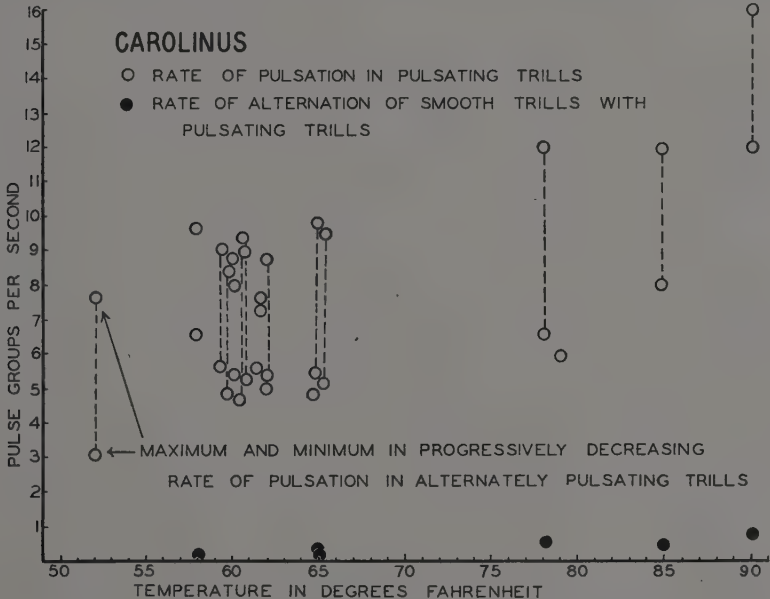 16
15
CAROLINUS
14
RATE OF PULSATION IN PULSATING TRILLS
13
RATE OF ALTERNATION OF SMOOTH TRILLS WITH
PULSATING TRILLS
12
11
10
9
8
7
6
5
4
3
2
1
PULSE GROUPS PER SECOND
MAXIMUM AND MINIMUM IN PROGRESSIVELY DECREASING
RATE OF PULSATION IN ALTERNATELY PULSATING TRILLS
50 55 60 65 70 75 80 85 90
TEMPERATURE IN DEGREES FAHRENHEIT